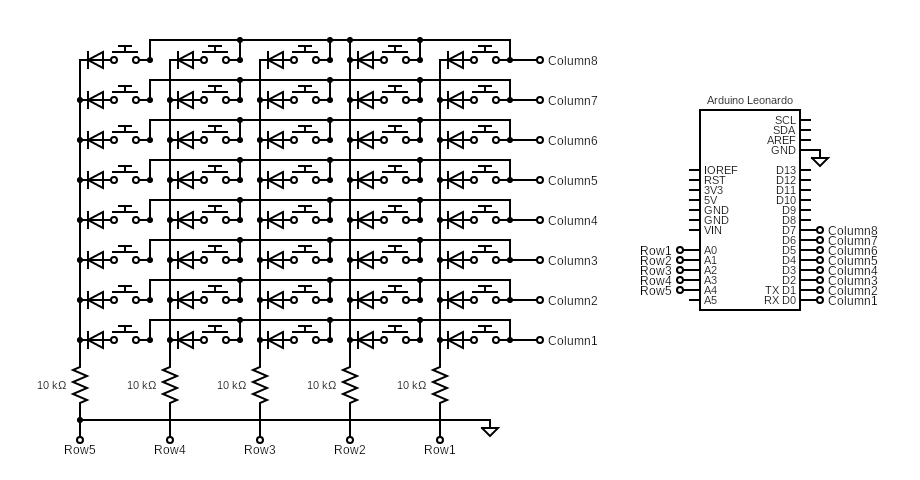 Column8
Column7
Column6
Column5
Column4
Column3
Column2
Column1
10 kΩ 10 kΩ 10 kΩ 10 kΩ 10 kΩ
Row5 Row4 Row3 Row2 Row1
Arduino Leonardo
SCL
SDA
AREF
GND
IOREF D13
RST D12
3V3 D11
5V D10
GND D9
GND D8
VIN D7 Column8
D6 Column7
Row1 A0 D5 Column6
Row2 A1 D4 Column5
Row3 A2 D3 Column4
Row4 A3 D2 Column3
Row5 A4 TX D1 Column2
A5 RX D0 Column1